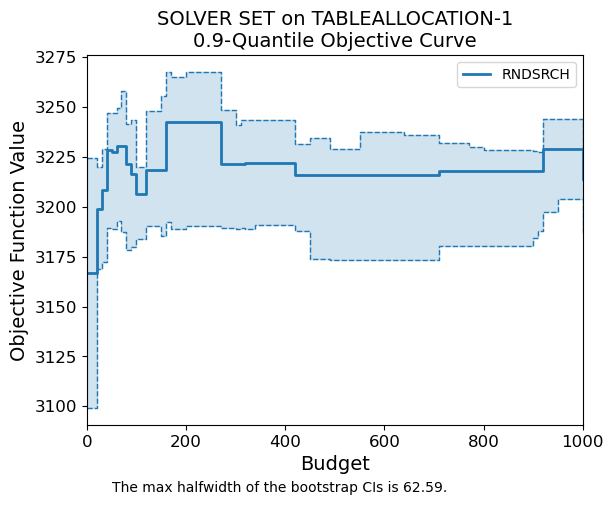 SOLVER SET on TABLEALLOCATION-1
0.9-Quantile Objective Curve
RNDSRCH
Objective Function Value
3275
3250
3225
3200
3175
3150
3125
3100
0 200 400 600 800 1000
Budget
The max halfwidth of the bootstrap CIs is 62.59.